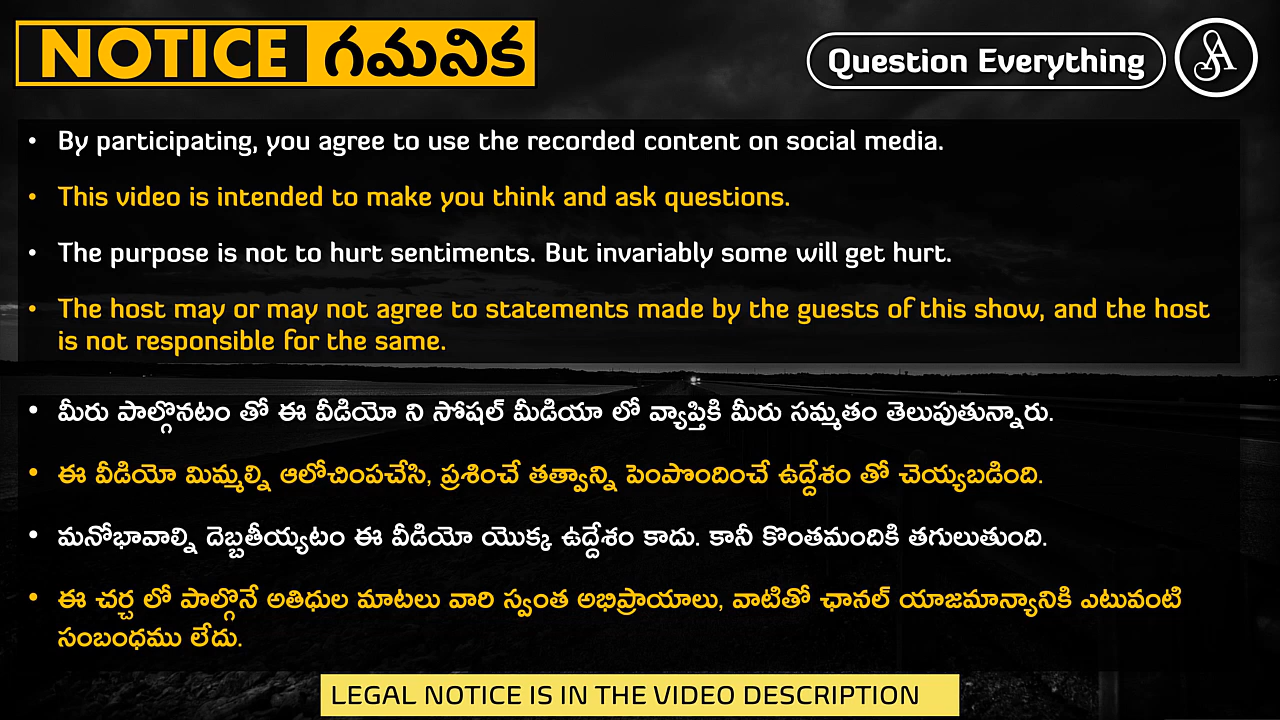 NOTICE గమనిక
Question Everything
• By participating, you agree to use the recorded content on social media.
• This video is intended to make you think and ask questions.
• The purpose is not to hurt sentiments. But invariably some will get hurt.
• The host may or may not agree to statements made by the guests of this show, and the host
is not responsible for the same.
• మీరు పాల్గొనటం తో ఈ వీడియో ని సోషల్ మీడియా లో వ్యాప్తికి మీరు సమ్మతం తెలుపుతున్నారు.
• ఈ వీడియో మిమ్మల్ని ఆలోచింపచేసి, ప్రశించే తత్వాన్ని పెంపొందించే ఉద్దేశం తో చెయ్యబడింది.
• మనోభావాల్ని దెబ్బతీయ్యటం ఈ వీడియో యొక్క ఉద్దేశం కాదు. కానీ కొంతమందికి తగులుతుంది.
• ఈ చర్చ లో పాల్గొనే అతిధుల మాటలు వారి స్వంత అభిప్రాయాలు, వాటితో ఛానల్ యాజమాన్యానికి ఎటువంటి
సంబంధము లేదు.
LEGAL NOTICE IS IN THE VIDEO DESCRIPTION